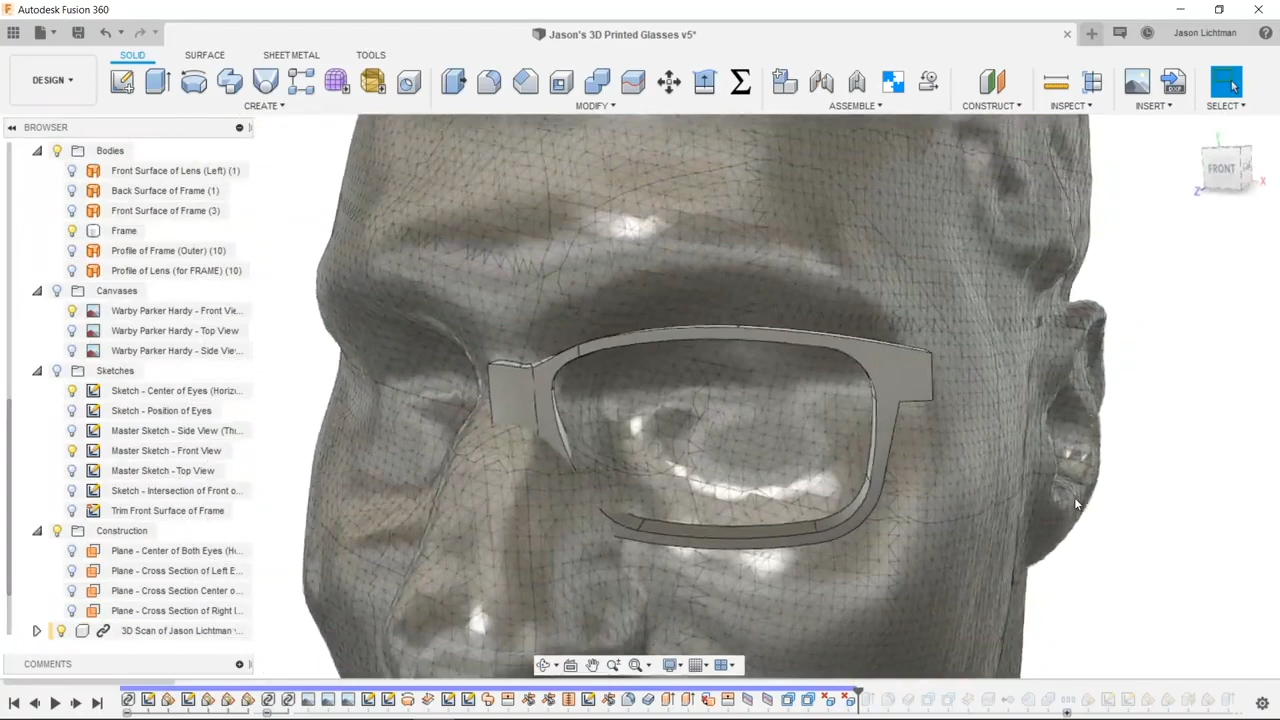 Autodesk Fusion 360
Jason's 3D Printed Glasses v5*
Jason Lichtman
DESIGN
SOLID SURFACE SHEET METAL TOOLS
CREATE MODIFY ASSEMBLE CONSTRUCT INSPECT INSERT SELECT
BROWSER
Bodies
Front Surface of Lens (Left) (1)
Back Surface of Frame (1)
Front Surface of Frame (3)
Frame
Profile of Frame (Outer) (10)
Profile of Lens (for FRAME) (10)
Canvases
Warby Parker Hardy - Front Vie...
Warby Parker Hardy - Top View
Warby Parker Hardy - Side View...
Sketches
Sketch - Center of Eyes (Horiz...
Sketch - Position of Eyes
Master Sketch - Side View (Thr...
Master Sketch - Front View
Master Sketch - Top View
Sketch - Intersection of Front o...
Trim Front Surface of Frame
Construction
Plane - Center of Both Eyes (Ho...
Plane - Cross Section of Left E...
Plane - Cross Section Center o...
Plane - Cross Section of Right l...
3D Scan of Jason Lichtman v...
COMMENTS
FRONT
Z
X
Y